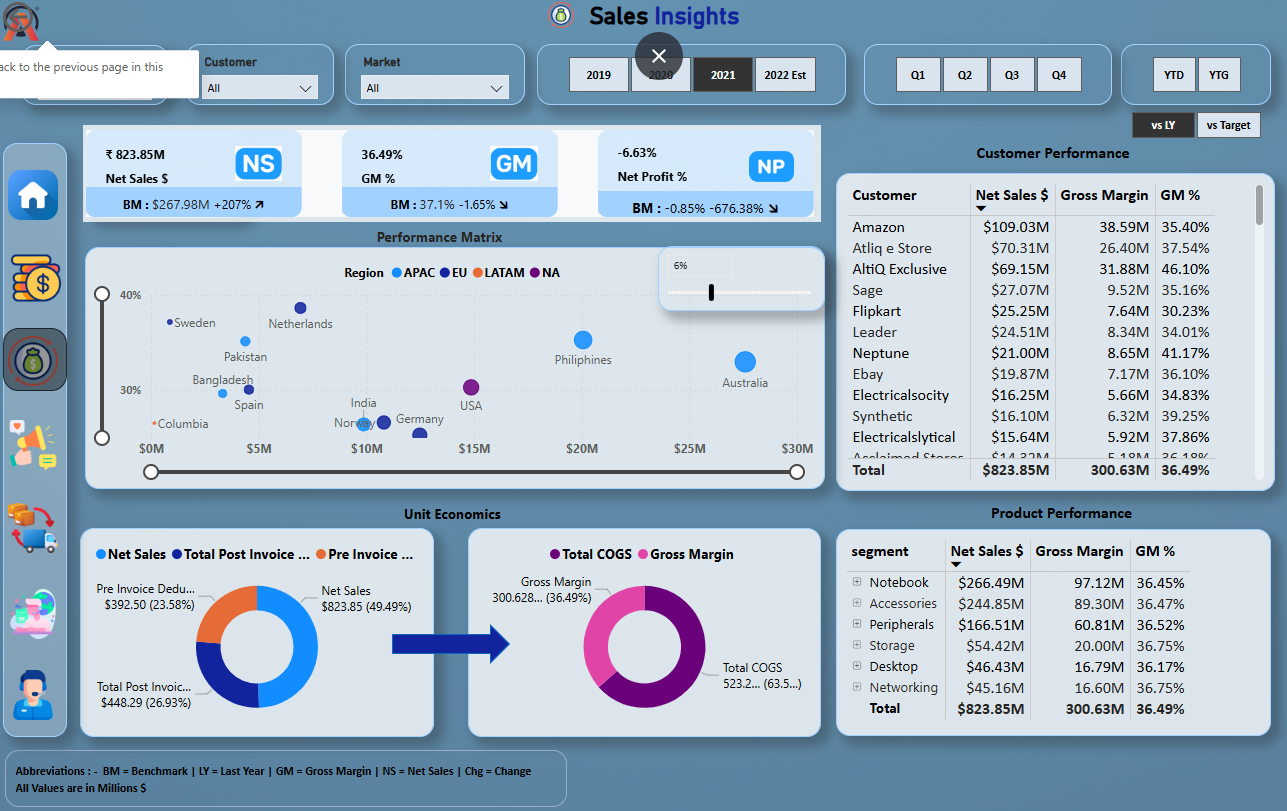 Sales Insights
ack to the previous page in this
Customer
All
Market
All
2019
2020
2021
2022 Est
Q1
Q2
Q3
Q4
YTD
YTG
vs LY
vs Target
₹ 823.85M
Net Sales $
NS
BM : $267.98M +207%
36.49%
GM %
GM
BM : 37.1% -1.65%
-6.63%
Net Profit %
NP
BM : -0.85% -676.38%
Performance Matrix
Region APAC EU LATAM NA
6%
40%
30%
Sweden
Netherlands
Pakistan
Philipines
Australia
Bangladesh
Spain
India
USA
Columbia
Norway
Germany
$0M
$5M
$10M
$15M
$20M
$25M
$30M
Customer Performance
Customer Net Sales $ Gross Margin GM %
Amazon $109.03M 38.59M 35.40%
Atliq e Store $70.31M 26.40M 37.54%
AltiQ Exclusive $69.15M 31.88M 46.10%
Sage $27.07M 9.52M 35.16%
Flipkart $25.25M 7.64M 30.23%
Leader $24.51M 8.34M 34.01%
Neptune $21.00M 8.65M 41.17%
Ebay $19.87M 7.17M 36.10%
Electricalsocity $16.25M 5.66M 34.83%
Synthetic $16.10M 6.32M 39.25%
Electricalslytical $15.64M 5.92M 37.86%
Acclaimed Stores $14.32M 5.18M 36.18%
Total $823.85M 300.63M 36.49%
Unit Economics
Net Sales Total Post Invoice ... Pre Invoice ...
Pre Invoice Dedu...
$392.50 (23.58%)
Net Sales
$823.85 (49.49%)
Total Post Invoic...
$448.29 (26.93%)
Total COGS Gross Margin
Gross Margin
300.628... (36.49%)
Total COGS
523.2... (63.5...)
Product Performance
segment Net Sales $ Gross Margin GM %
Notebook $266.49M 97.12M 36.45%
Accessories $244.85M 89.30M 36.47%
Peripherals $166.51M 60.81M 36.52%
Storage $54.42M 20.00M 36.75%
Desktop $46.43M 16.79M 36.17%
Networking $45.16M 16.60M 36.75%
Total $823.85M 300.63M 36.49%
Abbreviations : - BM = Benchmark | LY = Last Year | GM = Gross Margin | NS = Net Sales | Chg = Change
All Values are in Millions $